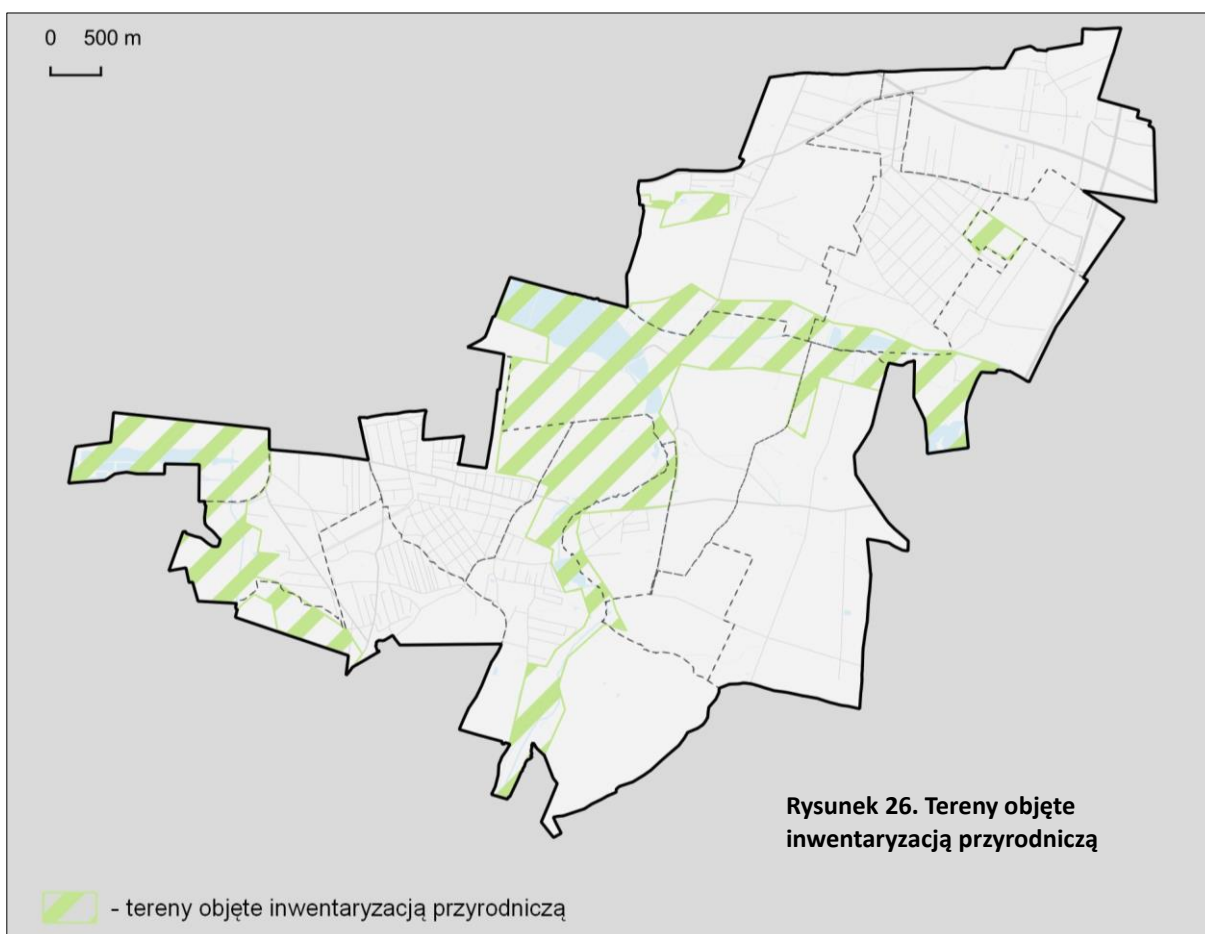 0 500 m
Rysunek 26. Tereny objęte
inwentaryzacją przyrodniczą
- tereny objęte inwentaryzacją przyrodniczą